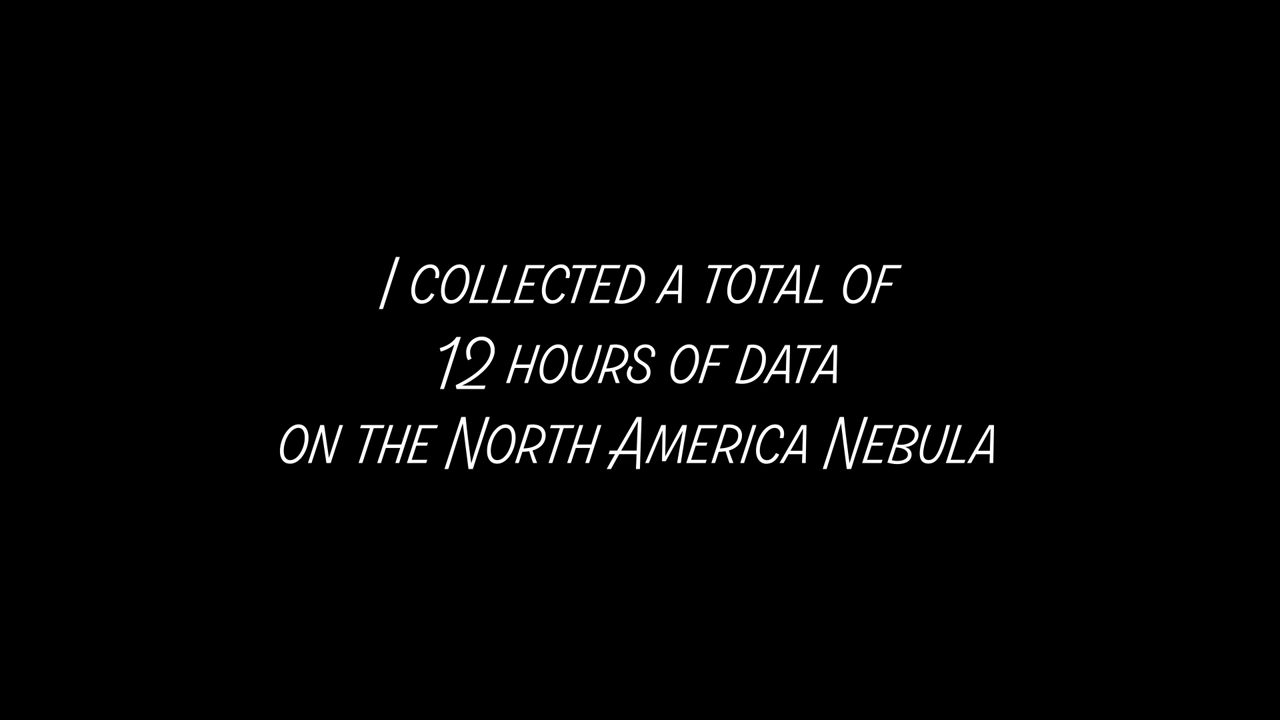 I collected a total of
12 hours of data
on the North America Nebula